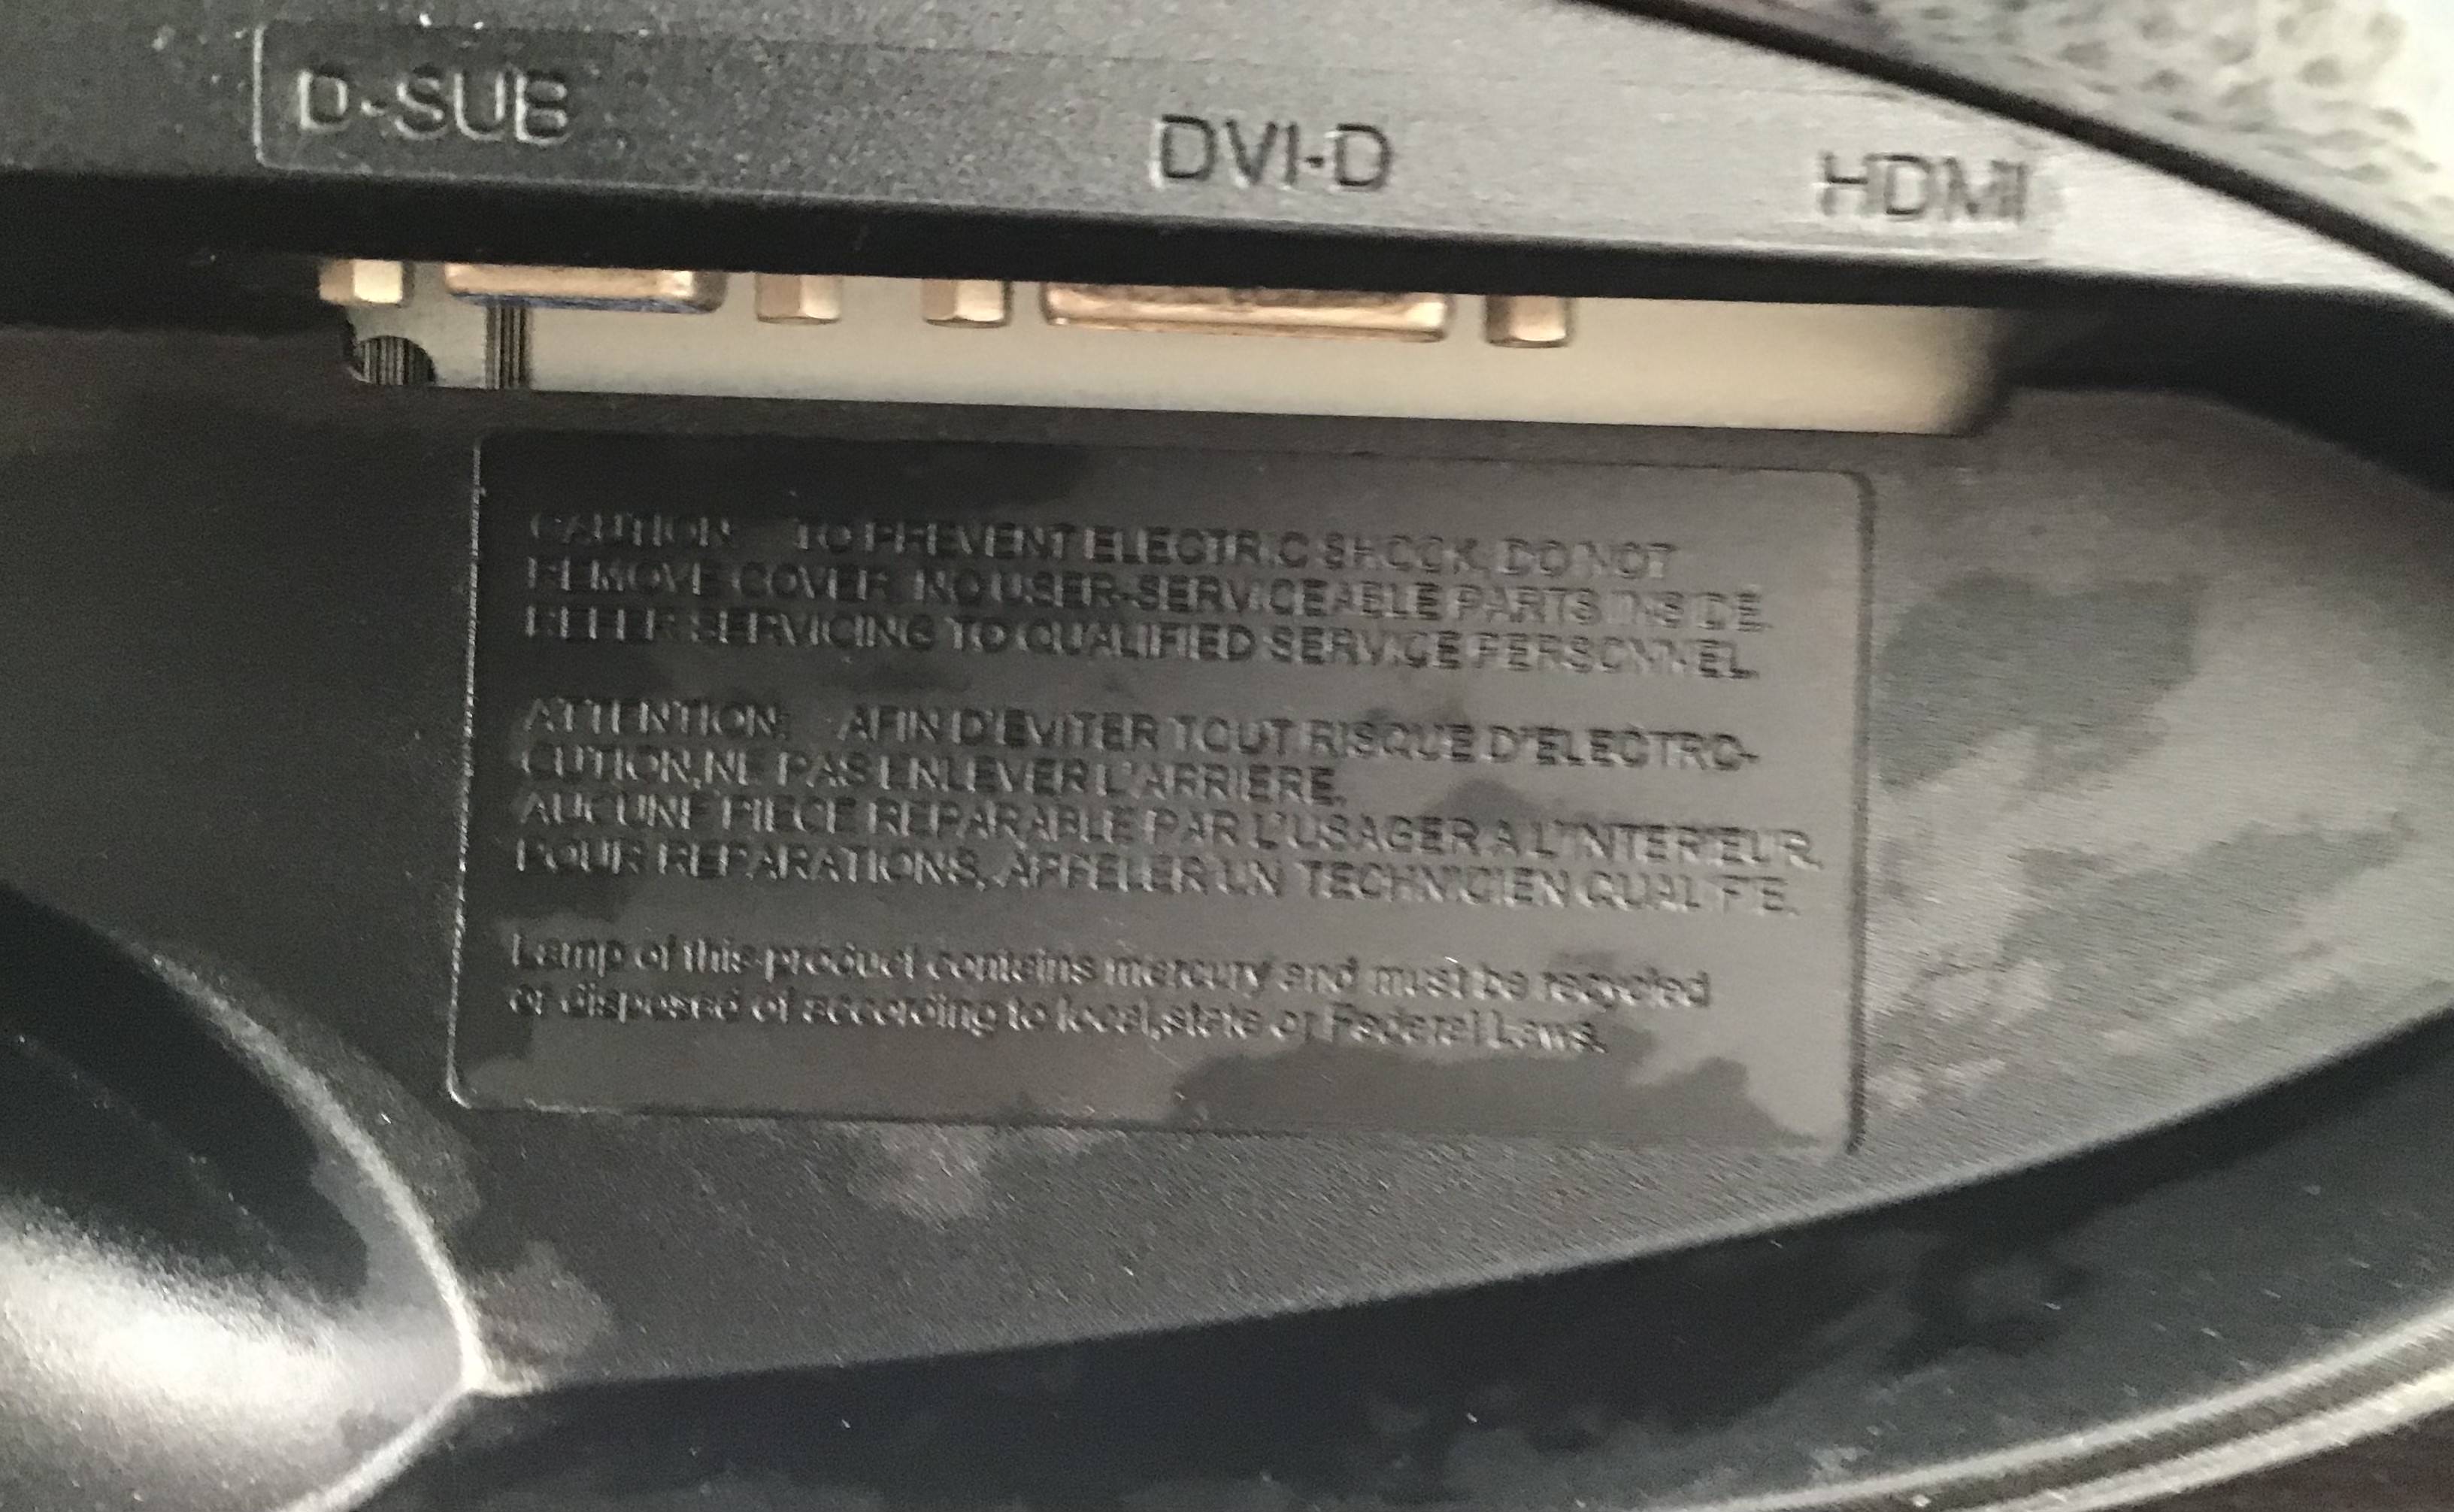 D-SUB
DVI-D
HDMI
CAUTION: TO PREVENT ELECTRIC SHOCK, DO NOT
REMOVE COVER. NO USER-SERVICEABLE PARTS INSIDE.
REFER SERVICING TO QUALIFIED SERVICE PERSONNEL.
ATTENTION: AFIN D'EVITER TOUT RISQUE D'ELECTRO-
CUTION,NE PAS ENLEVER L'ARRIERE.
AUCUNE PIECE REPARABLE PAR L'USAGER A L'INTERIEUR.
POUR REPARATIONS, APPELER UN TECHNICIEN QUALIFIE.
Lamp of this product contains mercury and must be recycled
or disposed of according to local,state or Federal Laws.